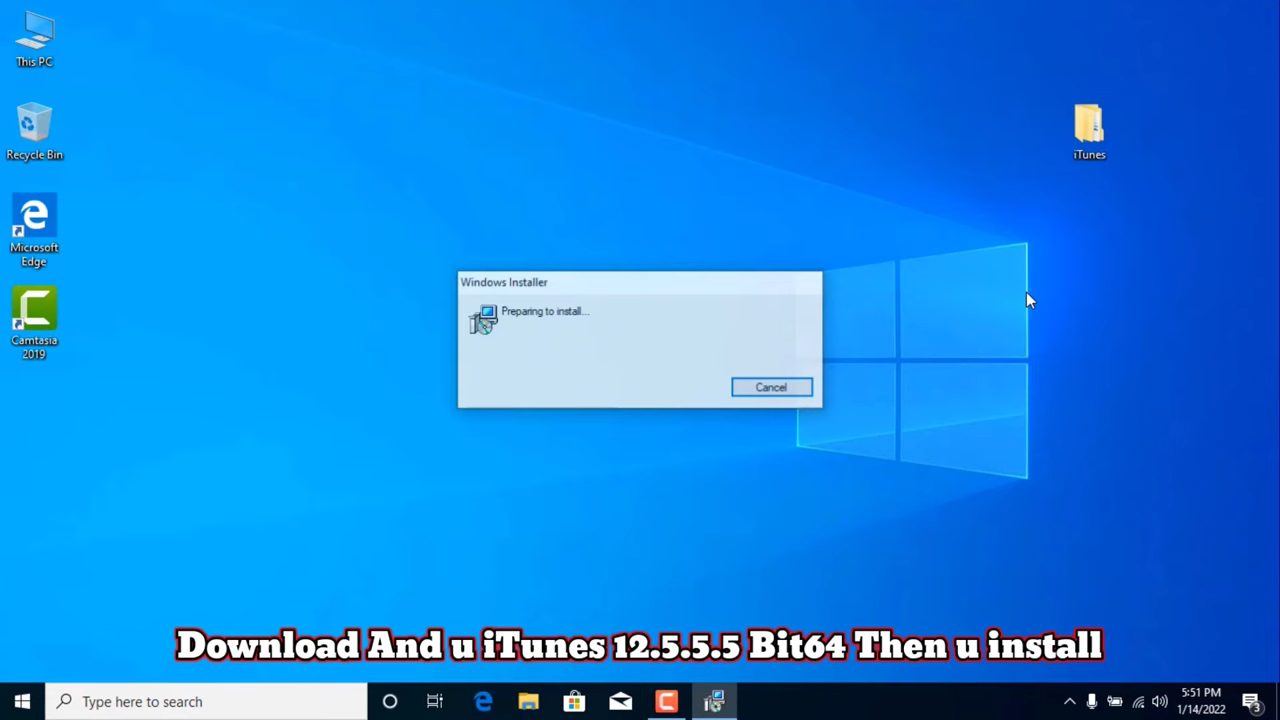 This PC
iTunes
Recycle Bin
Microsoft
Edge
Camtasia
2019
Windows Installer
Preparing to install...
Cancel
Download And u iTunes 12.5.5.5 Bit64 Then u install
Type here to search
5:51 PM
1/14/2022
3